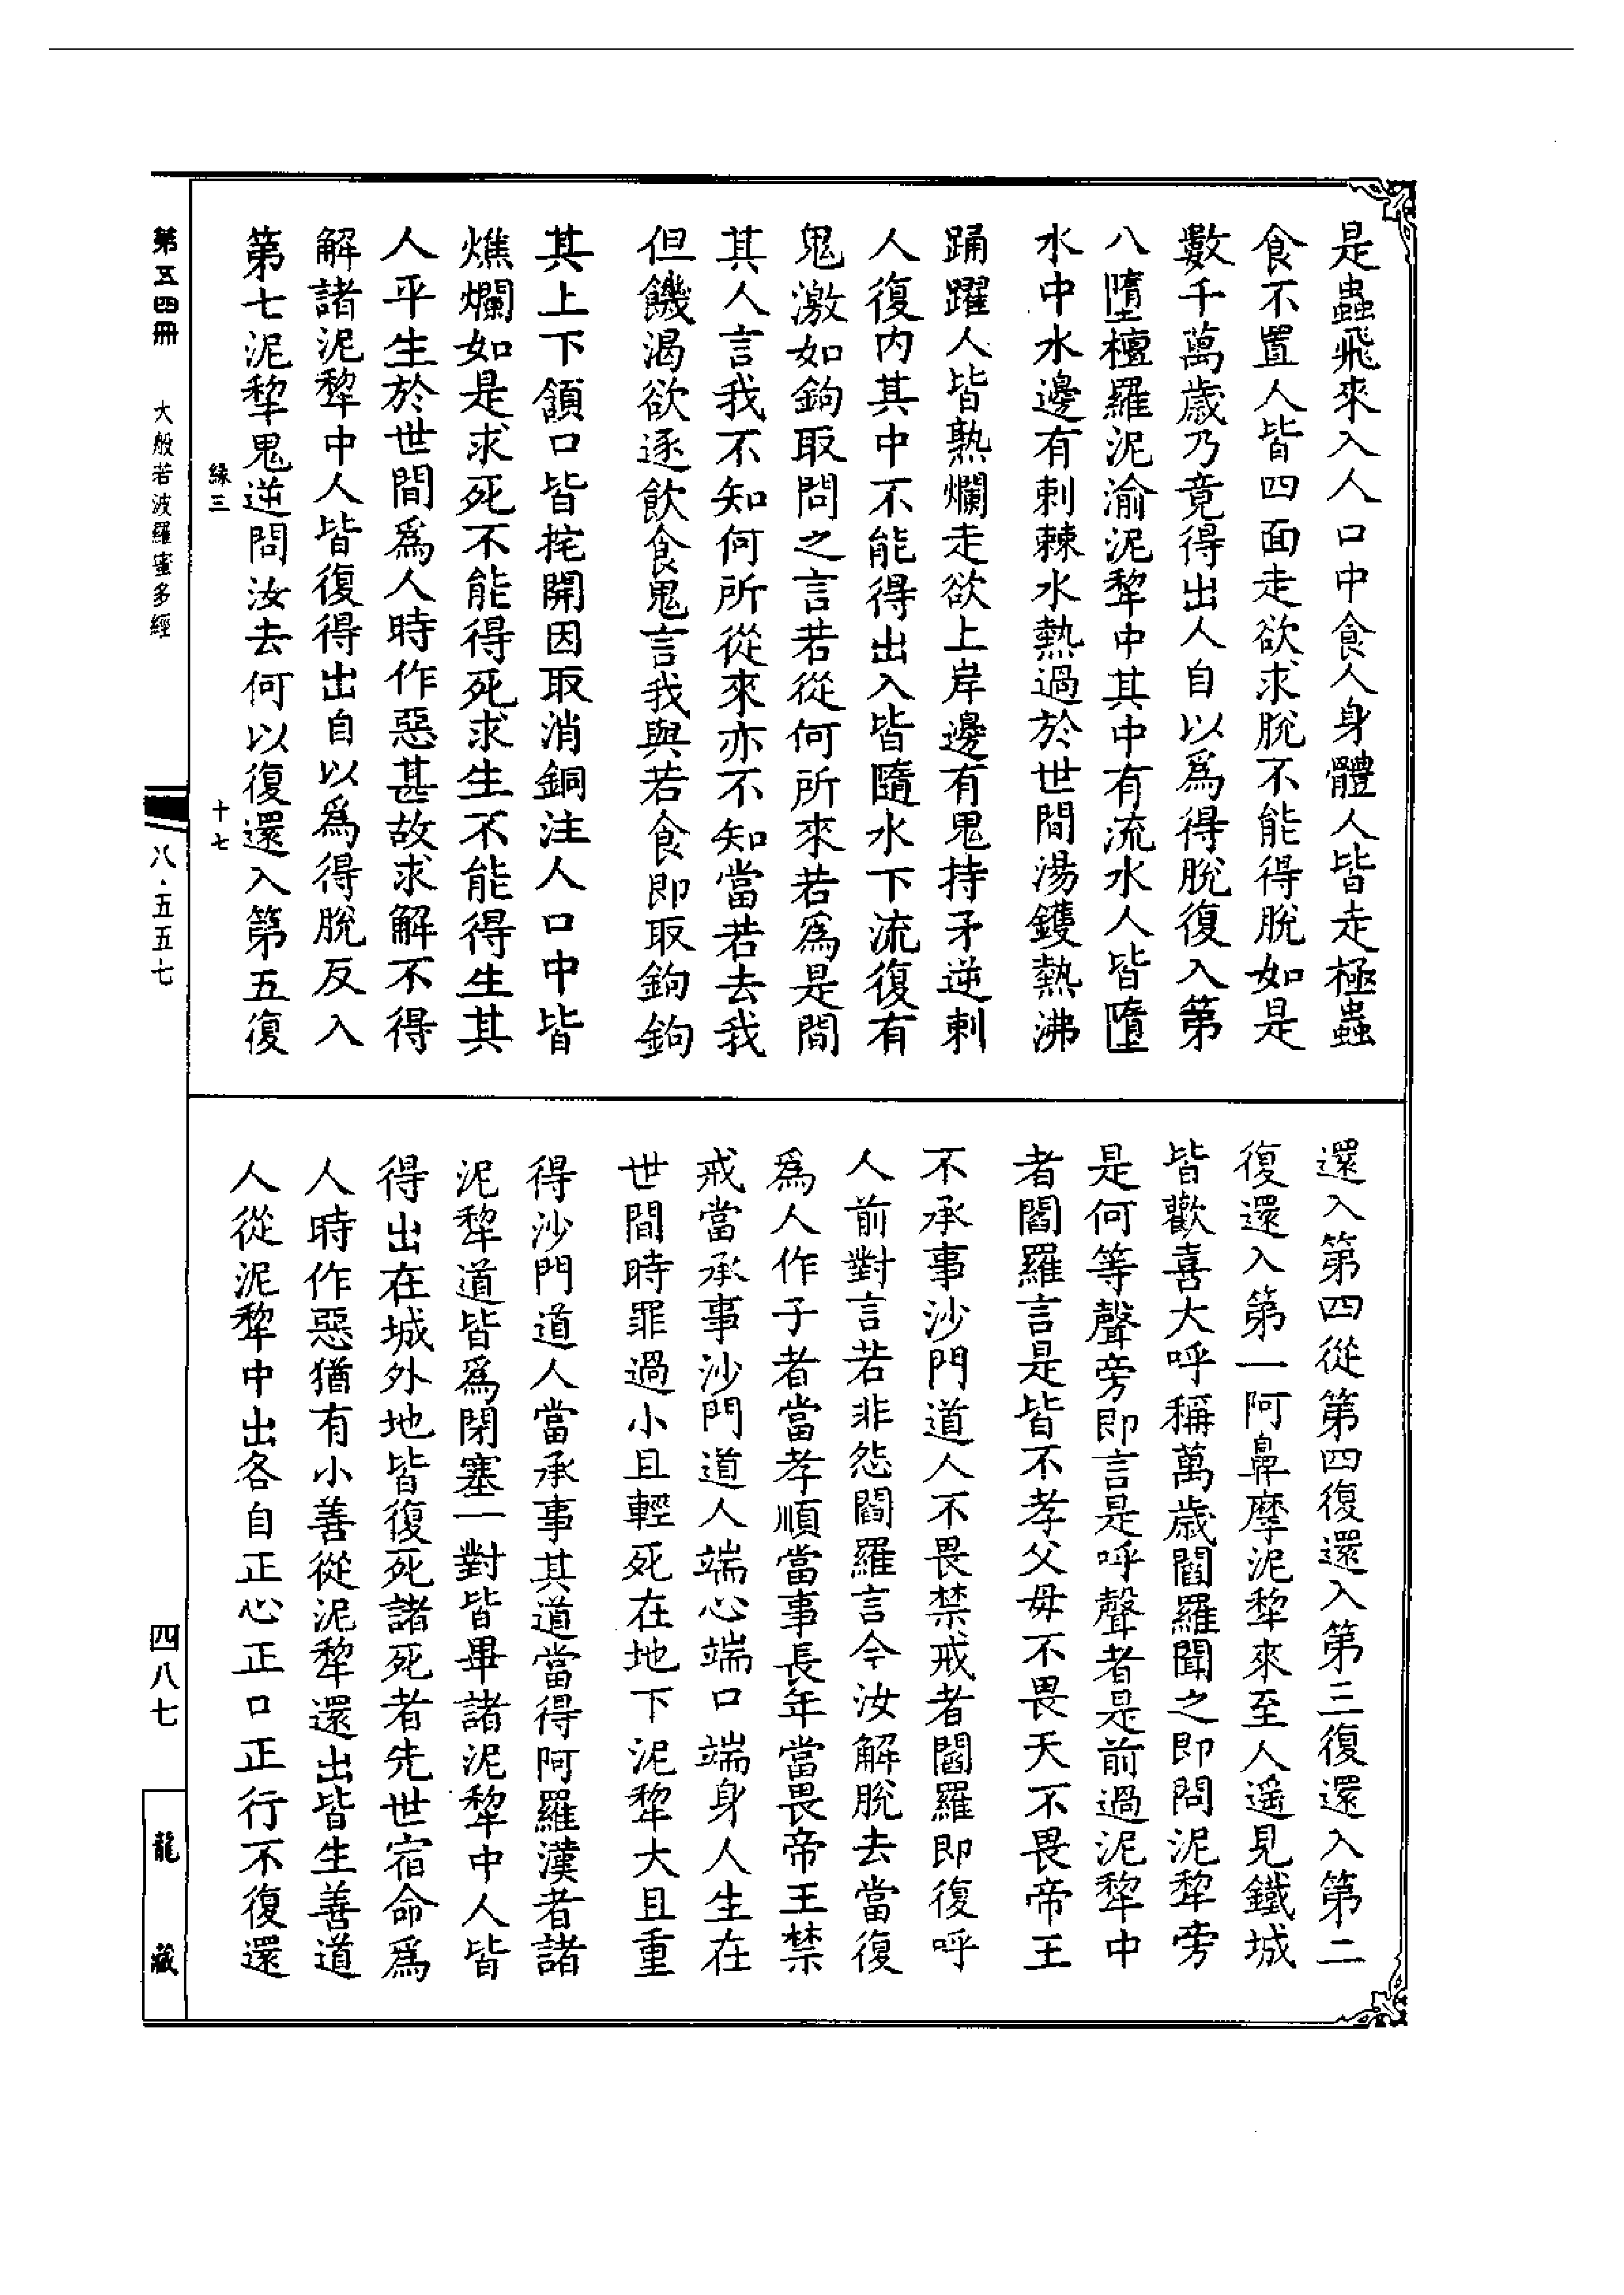 是蟲飛來入人口中食人身體人皆走極蟲
食不置人皆四面走欲求脫不能得脫如是
數千萬歲乃竟得出人自以爲得脫復入第
八墮檀羅泥渝泥犂中其中有流水人皆墮
水中水邊有刺棘水熱過於世間湯鑊熱沸
踊躍人皆熟爛走欲上岸邊有鬼持矛逆刺
人復内其中不能得出入皆隨水下流復有
鬼激如鉤取問之言若從何所來若爲是間
其人言我不知何所從來亦不知當若去我
但饑渴欲逐飲食鬼言我與若食即取鉤鉤
其上下頷口皆挓開因取消銅注人口中皆
燋爛如是求死不能得死求生不能得生其
人平生於世間爲人時作惡甚故求解不得
解諸泥犂中人皆復得出自以爲得脫反入
第七泥犂鬼逆問汝去何以復還入第五復
緣三
十七
還入第四從第四復還入第三復還入第二
復還入第一阿鼻摩泥犂來至人遥見鐵城
皆歡喜大呼稱萬歲閻羅聞之即問泥犂旁
是何等聲旁即言是呼聲者是前過泥犂中
者閻羅言是皆不孝父母不畏天不畏帝王
不承事沙門道人不畏禁戒者閻羅即復呼
人前對言若非怨閻羅言今汝解脫去當復
爲人作子者當孝順當事長年當畏帝王禁
戒當承事沙門道人端心端口端身人生在
世間時罪過小且輕死在地下泥犂大且重
得沙門道人當承事其道當得阿羅漢者諸
泥犂道皆爲閉塞一對皆畢諸泥犂中人皆
得出在城外地皆復死諸死者先世宿命爲
人時作惡猶有小善從泥犂還出皆生善道
人從泥犂中出各自正心正口正行不復還
第五四冊
大般若波羅蜜多經
八·五五七
四八七
龍藏